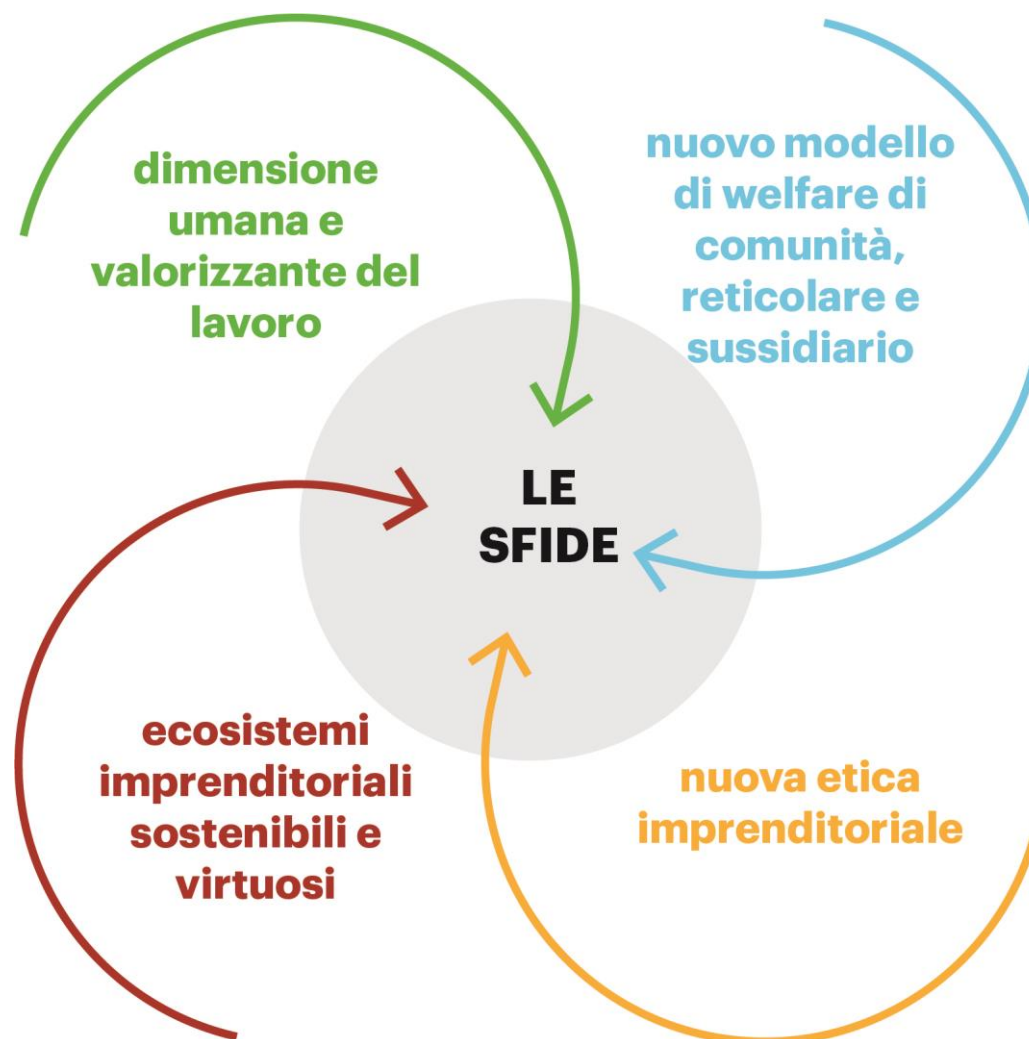 dimensione
umana e
valorizzante del
lavoro
nuovo modello
di welfare di
comunità,
reticolare e
sussidiario
LE
SFIDE
ecosistemi
imprenditoriali
sostenibili e
virtuosi
nuova etica
imprenditoriale